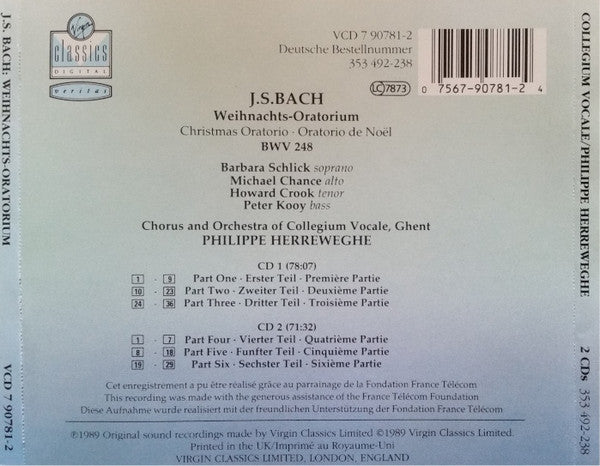 J.S. BACH: WEIHNACHTS-ORATORIUM
VCD 7 90781-2
Virgin
classics
DIGITAL
veritas
VCD 7 90781-2
Deutsche Bestellnummer
353 492-238
LC 7873
0 7567-90781-2 4
J.S.BACH
Weihnachts-Oratorium
Christmas Oratorio · Oratorio de Noël
BWV 248
Barbara Schlick soprano
Michael Chance alto
Howard Crook tenor
Peter Kooy bass
Chorus and Orchestra of Collegium Vocale, Ghent
PHILIPPE HERREWEGHE
CD 1 (78:07)
1 - 9 Part One · Erster Teil · Première Partie
10 - 23 Part Two · Zweiter Teil · Deuxième Partie
24 - 36 Part Three · Dritter Teil · Troisième Partie
CD 2 (71:32)
1 - 7 Part Four · Vierter Teil · Quatrième Partie
8 - 18 Part Five · Funfter Teil · Cinquième Partie
19 - 29 Part Six · Sechster Teil · Sixième Partie
Cet enregistrement a pu être réalisé grâce au parrainage de la Fondation France Télécom
This recording was made with the generous assistance of the France Télécom Foundation
Diese Aufnahme wurde realisiert mit der freundlichen Unterstützung der Fondation France Télécom
℗1989 Original sound recordings made by Virgin Classics Limited ©1989 Virgin Classics Limited.
Printed in the UK/Imprimé au Royaume-Uni
VIRGIN CLASSICS LIMITED, LONDON, ENGLAND
COLLEGIUM VOCALE/PHILIPPE HERREWEGHE
2 CDs 353 492-238